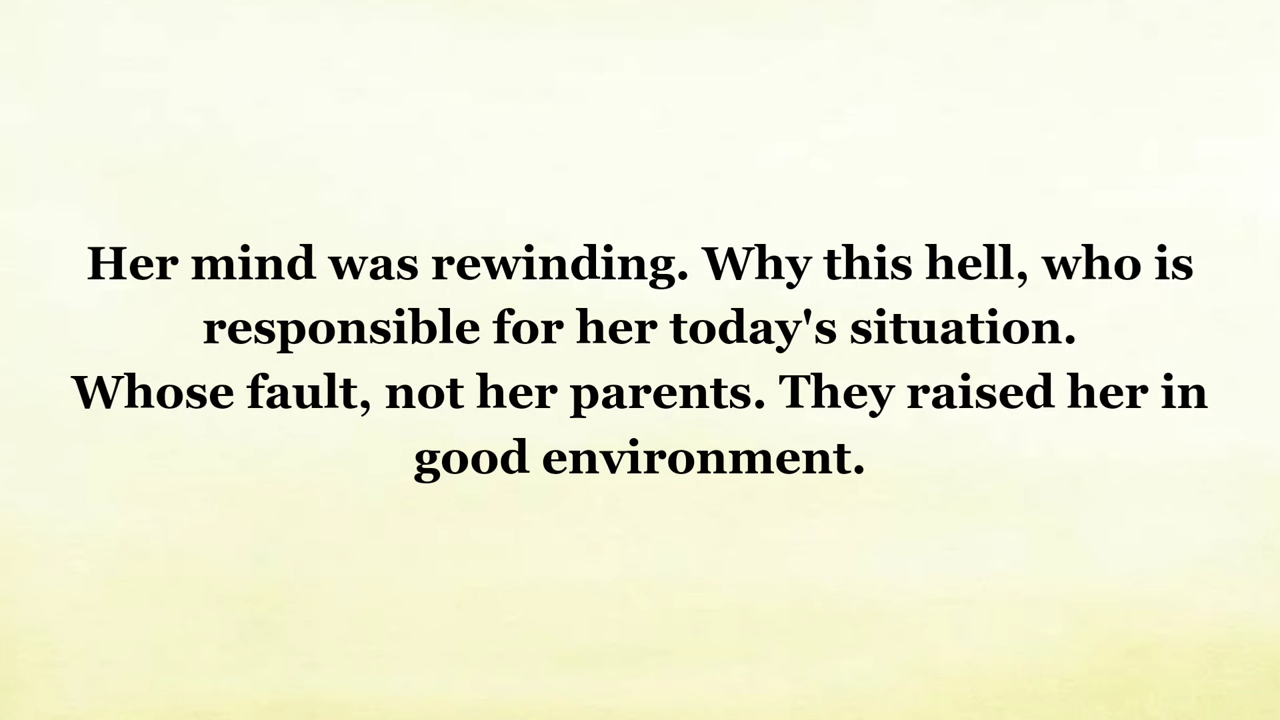 Her mind was rewinding. Why this hell, who is
responsible for her today's situation.
Whose fault, not her parents. They raised her in
good environment.